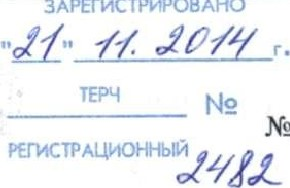 ЗАРЕГИСТРИРОВАНО
"21" 11. 2014 г.
ТЕРЧ №
№
РЕГИСТРАЦИОННЫЙ 2482